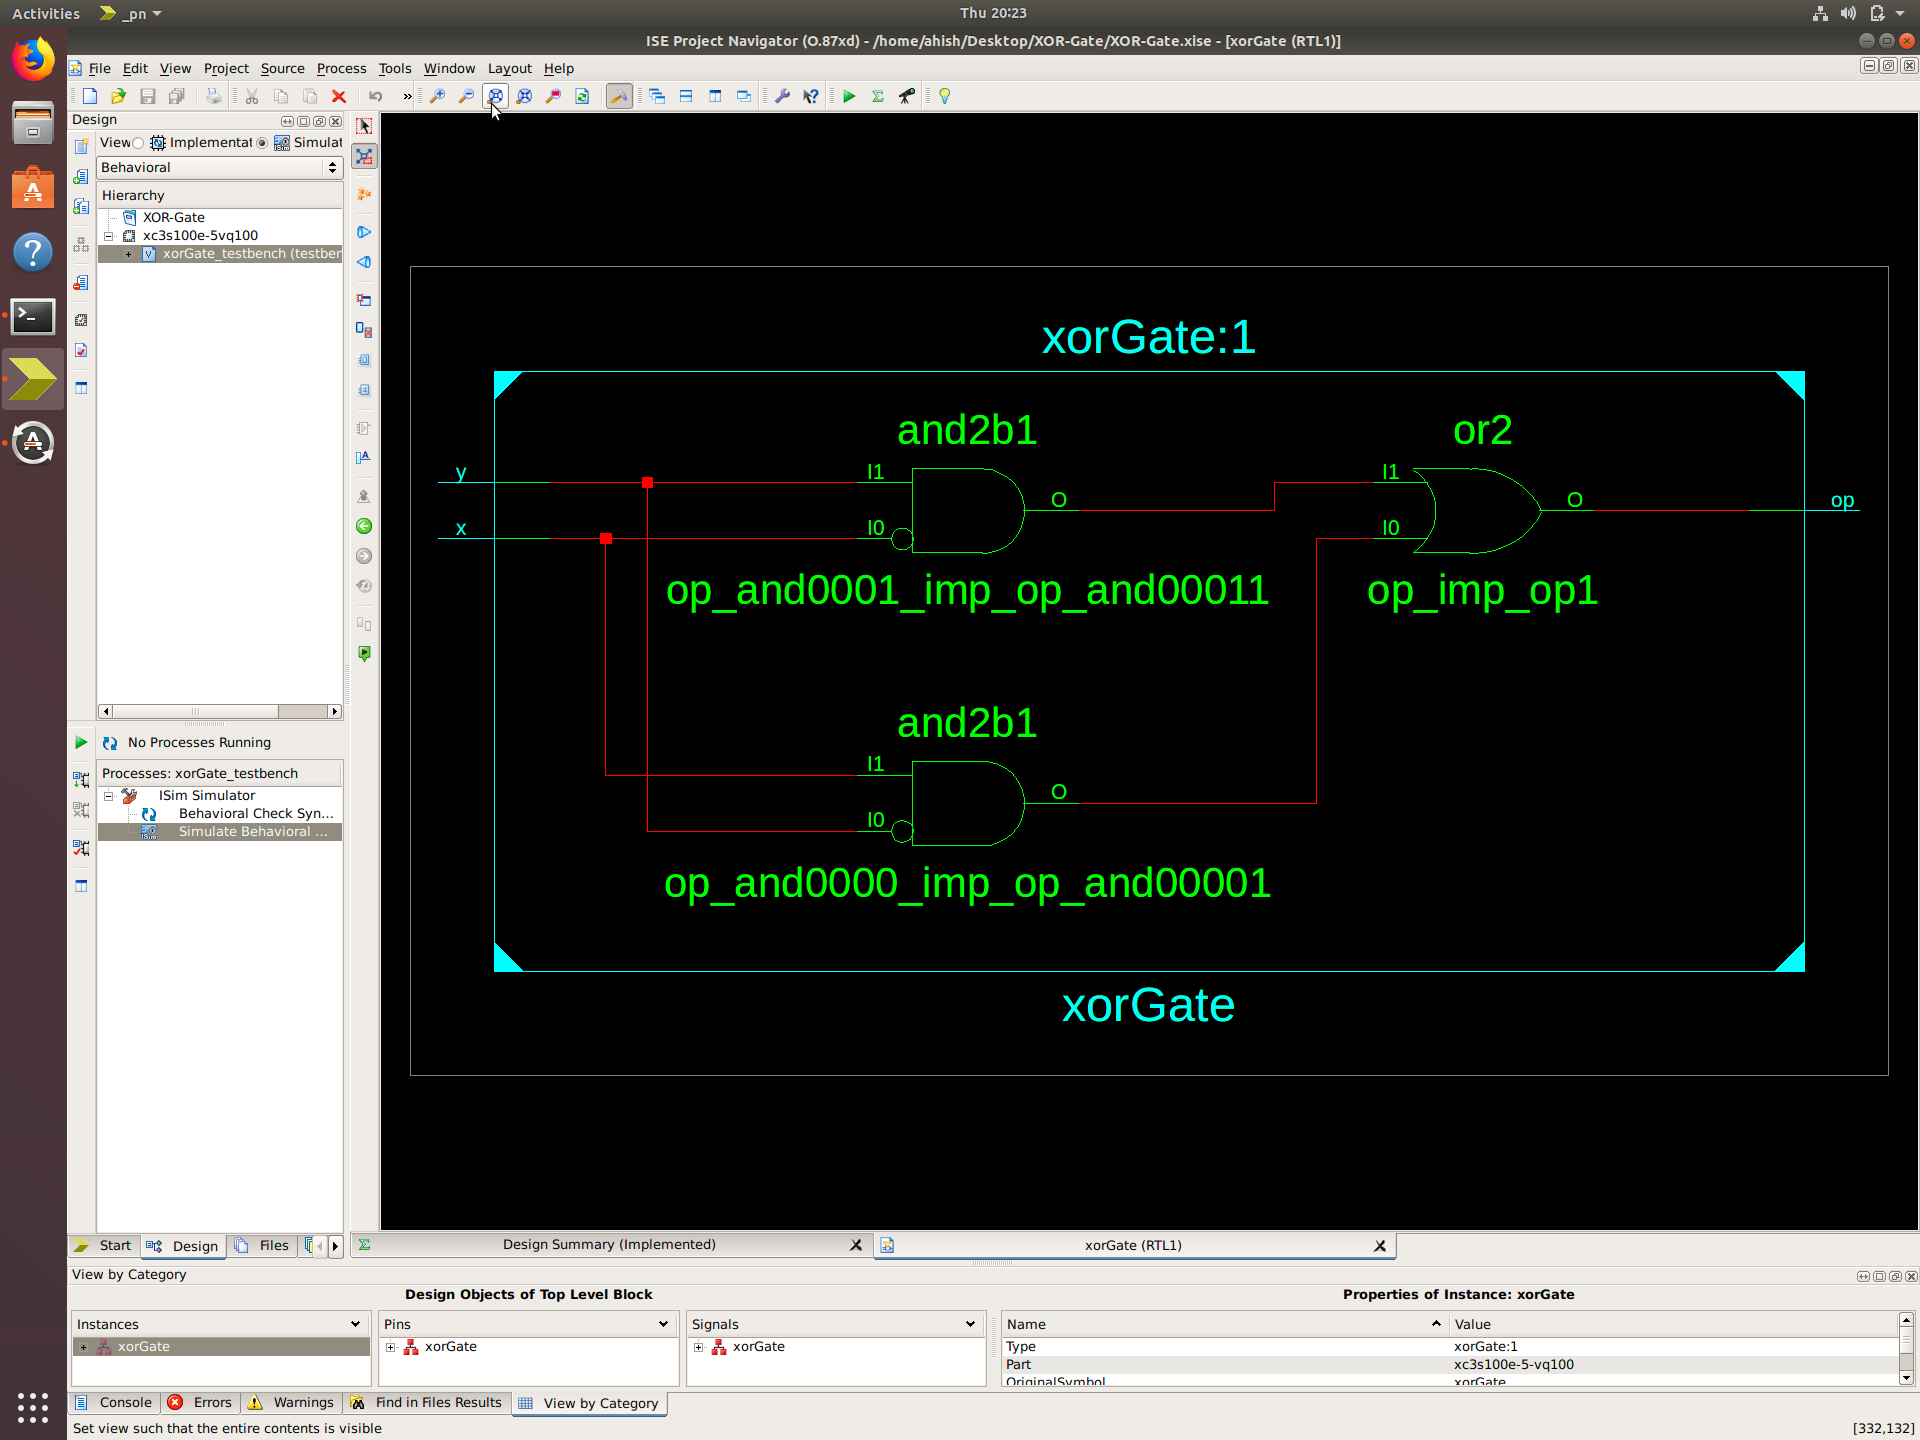 Activities
_pn
Thu 20:23
ISE Project Navigator (O.87xd) - /home/ahish/Desktop/XOR-Gate/XOR-Gate.xise - [xorGate (RTL1)]
File Edit View Project Source Process Tools Window Layout Help
Design
View Implementat Simulat
Behavioral
Hierarchy
XOR-Gate
xc3s100e-5vq100
xorGate_testbench (testber
No Processes Running
Processes: xorGate_testbench
ISim Simulator
Behavioral Check Syn...
Simulate Behavioral ...
Start Design Files
xorGate:1
and2b1
or2
y
I1
O
I1
O
op
x
I0
I0
op_and0001_imp_op_and00011
op_imp_op1
and2b1
I1
O
I0
op_and0000_imp_op_and00001
xorGate
Design Summary (Implemented)
xorGate (RTL1)
View by Category
Design Objects of Top Level Block
Properties of Instance: xorGate
Instances
xorGate
Pins
xorGate
Signals
xorGate
Name Value
Type xorGate:1
Part xc3s100e-5-vq100
OriginalSymbol xorGate
Console Errors Warnings Find in Files Results View by Category
Set view such that the entire contents is visible
[332,132]